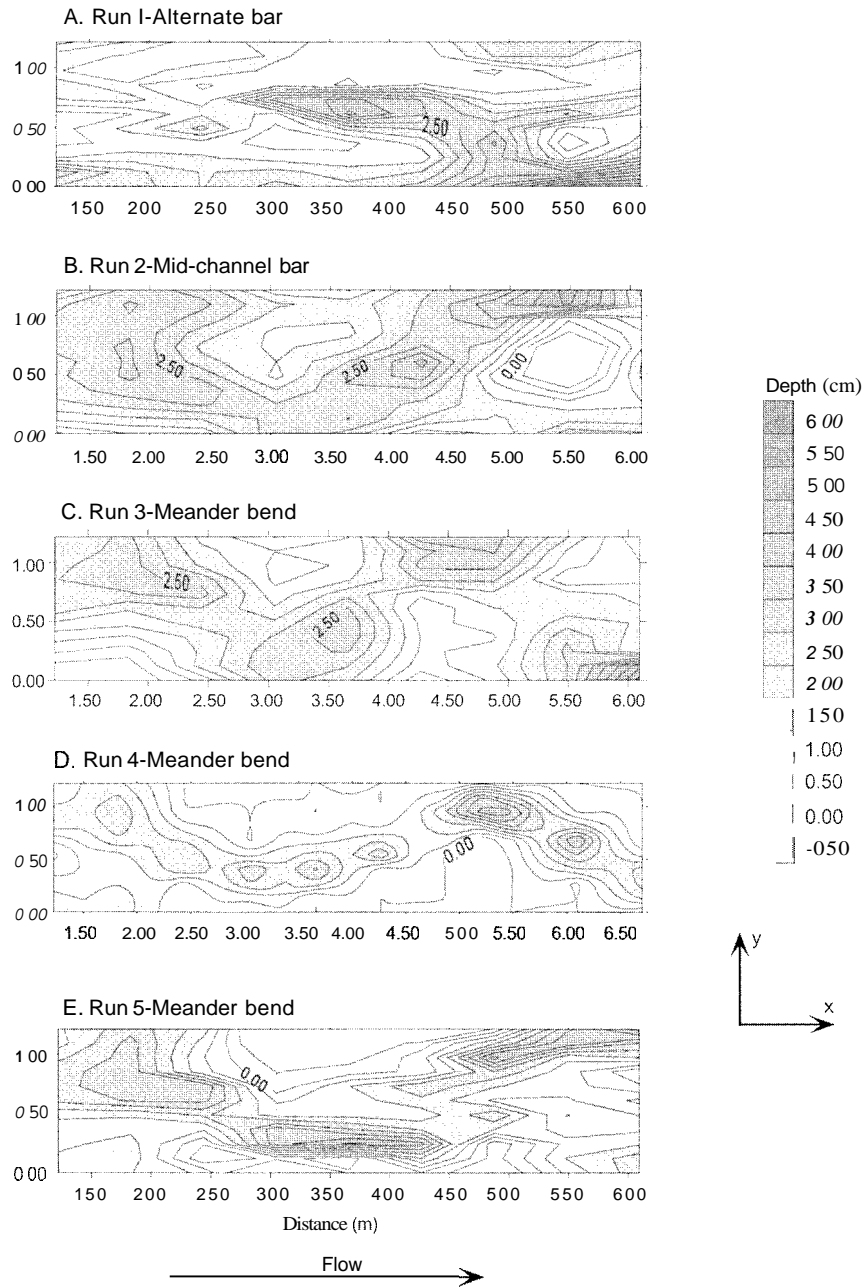 A. Run I-Alternate bar
1 00
0 50
0 00
2.50
150 200 250 300 350 400 450 500 550 600
B. Run 2-Mid-channel bar
1 00
0.50
0 00
2.50
2.50
0.00
1.50 2.00 2.50 3.00 3.50 4.00 4.50 5.00 5.50 6.00
C. Run 3-Meander bend
1.00
0.50
0.00
2.50
2.50
1.50 2.00 2.50 3.00 3.50 4.00 4.50 5.00 5.50 6.00
D. Run 4-Meander bend
1 00
0 50
0 00
0.00
1.50 2.00 2.50 3.00 3.50 4.00 4.50 5 00 5.50 6.00 6.50
E. Run 5-Meander bend
1 00
0 50
0 00
0.00
150 200 250 300 350 400 450 500 550 600
Distance (m)
Flow
Depth (cm)
6 00
5 50
5 00
4 50
4 00
3 50
3 00
2 50
2 00
1 50
1.00
0.50
0.00
-0 50
y
x